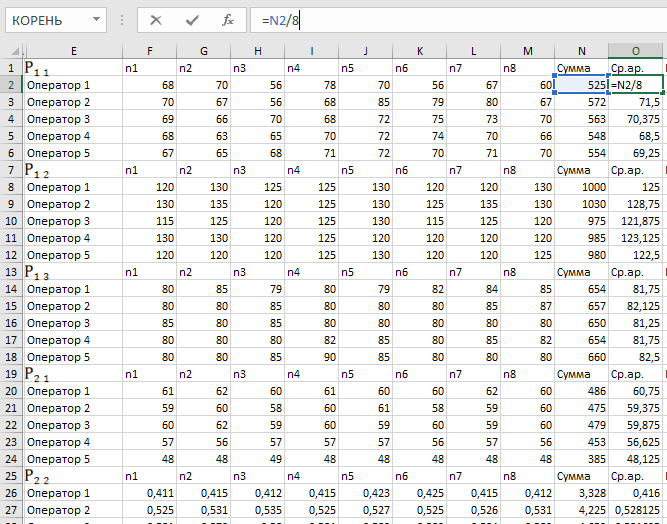 КОРЕНЬ =N2/8
E F G H I J K L M N O
1 P₁ ₁ n1 n2 n3 n4 n5 n6 n7 n8 Сумма Ср.ар.
2 Оператор 1 68 70 56 78 70 56 67 60 525 =N2/8
3 Оператор 2 70 67 56 68 85 79 80 67 572 71,5
4 Оператор 3 69 66 70 68 72 75 73 70 563 70,375
5 Оператор 4 68 63 65 70 72 74 70 66 548 68,5
6 Оператор 5 67 65 68 71 72 70 71 70 554 69,25
7 P₁ ₂ n1 n2 n3 n4 n5 n6 n7 n8 Сумма Ср.ар.
8 Оператор 1 120 130 125 125 130 120 120 130 1000 125
9 Оператор 2 130 135 120 125 130 125 135 130 1030 128,75
10 Оператор 3 115 125 120 125 130 115 125 120 975 121,875
11 Оператор 4 130 130 120 125 120 120 120 120 985 123,125
12 Оператор 5 120 120 120 125 130 120 120 125 980 122,5
13 P₁ ₃ n1 n2 n3 n4 n5 n6 n7 n8 Сумма Ср.ар.
14 Оператор 1 80 85 79 80 79 82 84 85 654 81,75
15 Оператор 2 80 80 80 85 80 80 85 87 657 82,125
16 Оператор 3 85 80 80 80 80 80 80 85 650 81,25
17 Оператор 4 80 80 80 82 85 80 85 82 654 81,75
18 Оператор 5 80 80 85 90 85 80 80 80 660 82,5
19 P₂ ₁ n1 n2 n3 n4 n5 n6 n7 n8 Сумма Ср.ар.
20 Оператор 1 61 62 60 61 60 60 62 60 486 60,75
21 Оператор 2 59 60 58 60 61 58 59 60 475 59,375
22 Оператор 3 60 62 59 60 59 60 59 60 479 59,875
23 Оператор 4 57 56 56 57 57 56 57 57 453 56,625
24 Оператор 5 48 48 49 48 48 48 48 48 385 48,125
25 P₂ ₂ n1 n2 n3 n4 n5 n6 n7 n8 Сумма Ср.ар.
26 Оператор 1 0,411 0,415 0,412 0,415 0,423 0,425 0,415 0,412 3,328 0,416
27 Оператор 2 0,525 0,531 0,535 0,525 0,527 0,525 0,526 0,531 4,225 0,528125